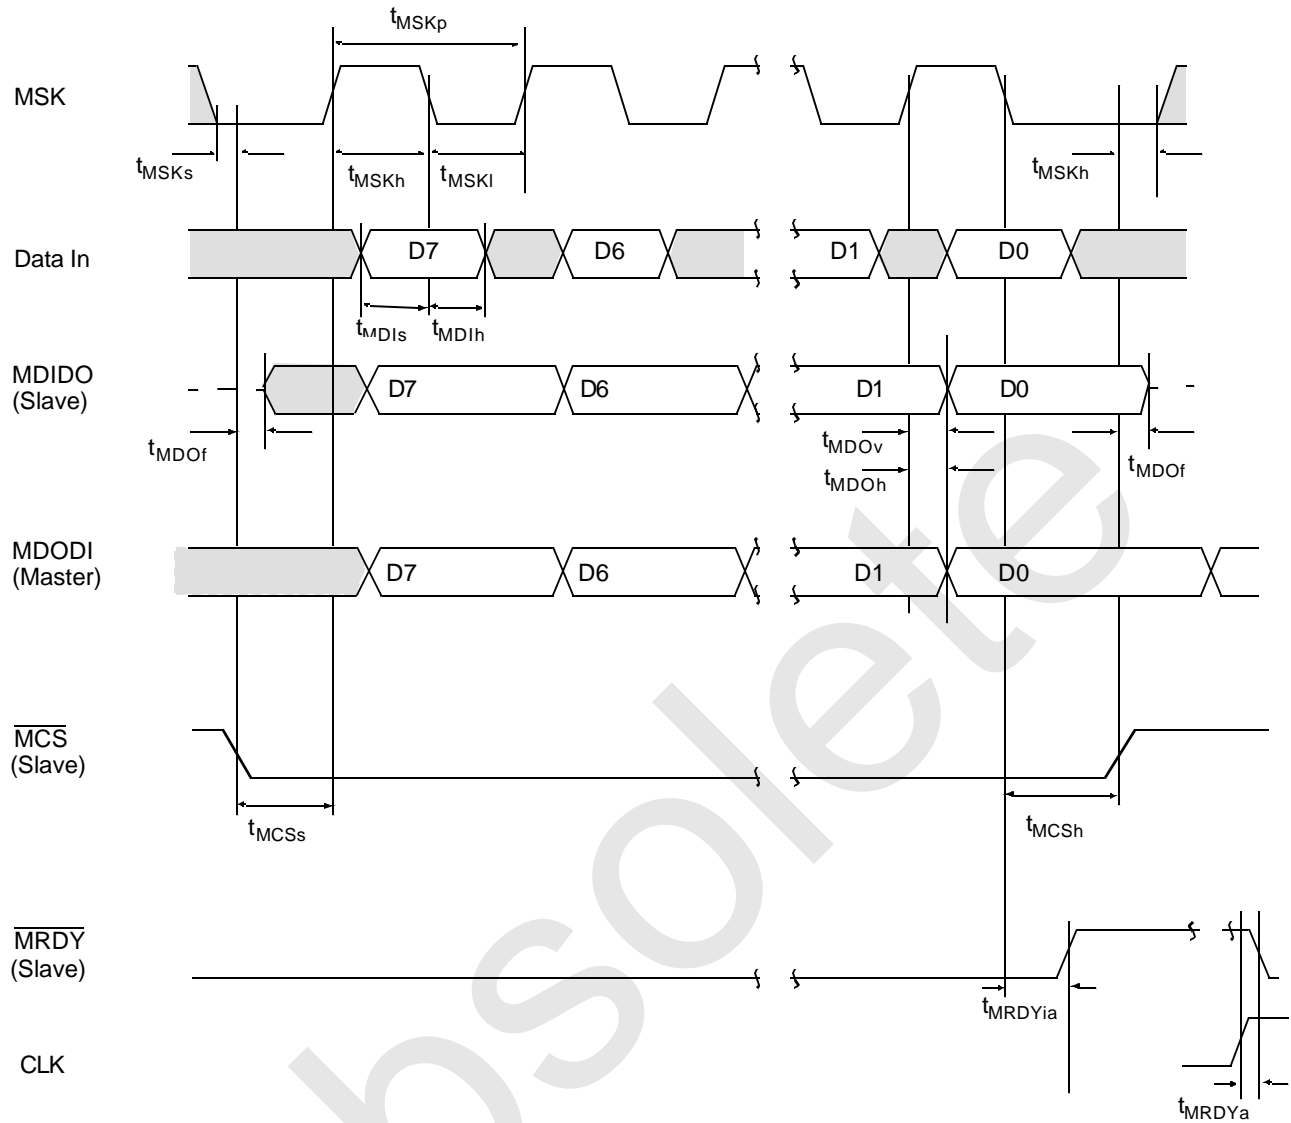 tMSKp
MSK
tMSKs
tMSKh
tMSKl
tMSKh
Data In
D7
D6
D1
D0
tMDIs
tMDIh
MDIDO
(Slave)
D7
D6
D1
D0
tMDOf
tMDOv
tMDOf
tMDOh
MDODI
(Master)
D7
D6
D1
D0
MCS
(Slave)
tMCSs
tMCSh
MRDY
(Slave)
tMRDYia
CLK
tMRDYa
bsolete